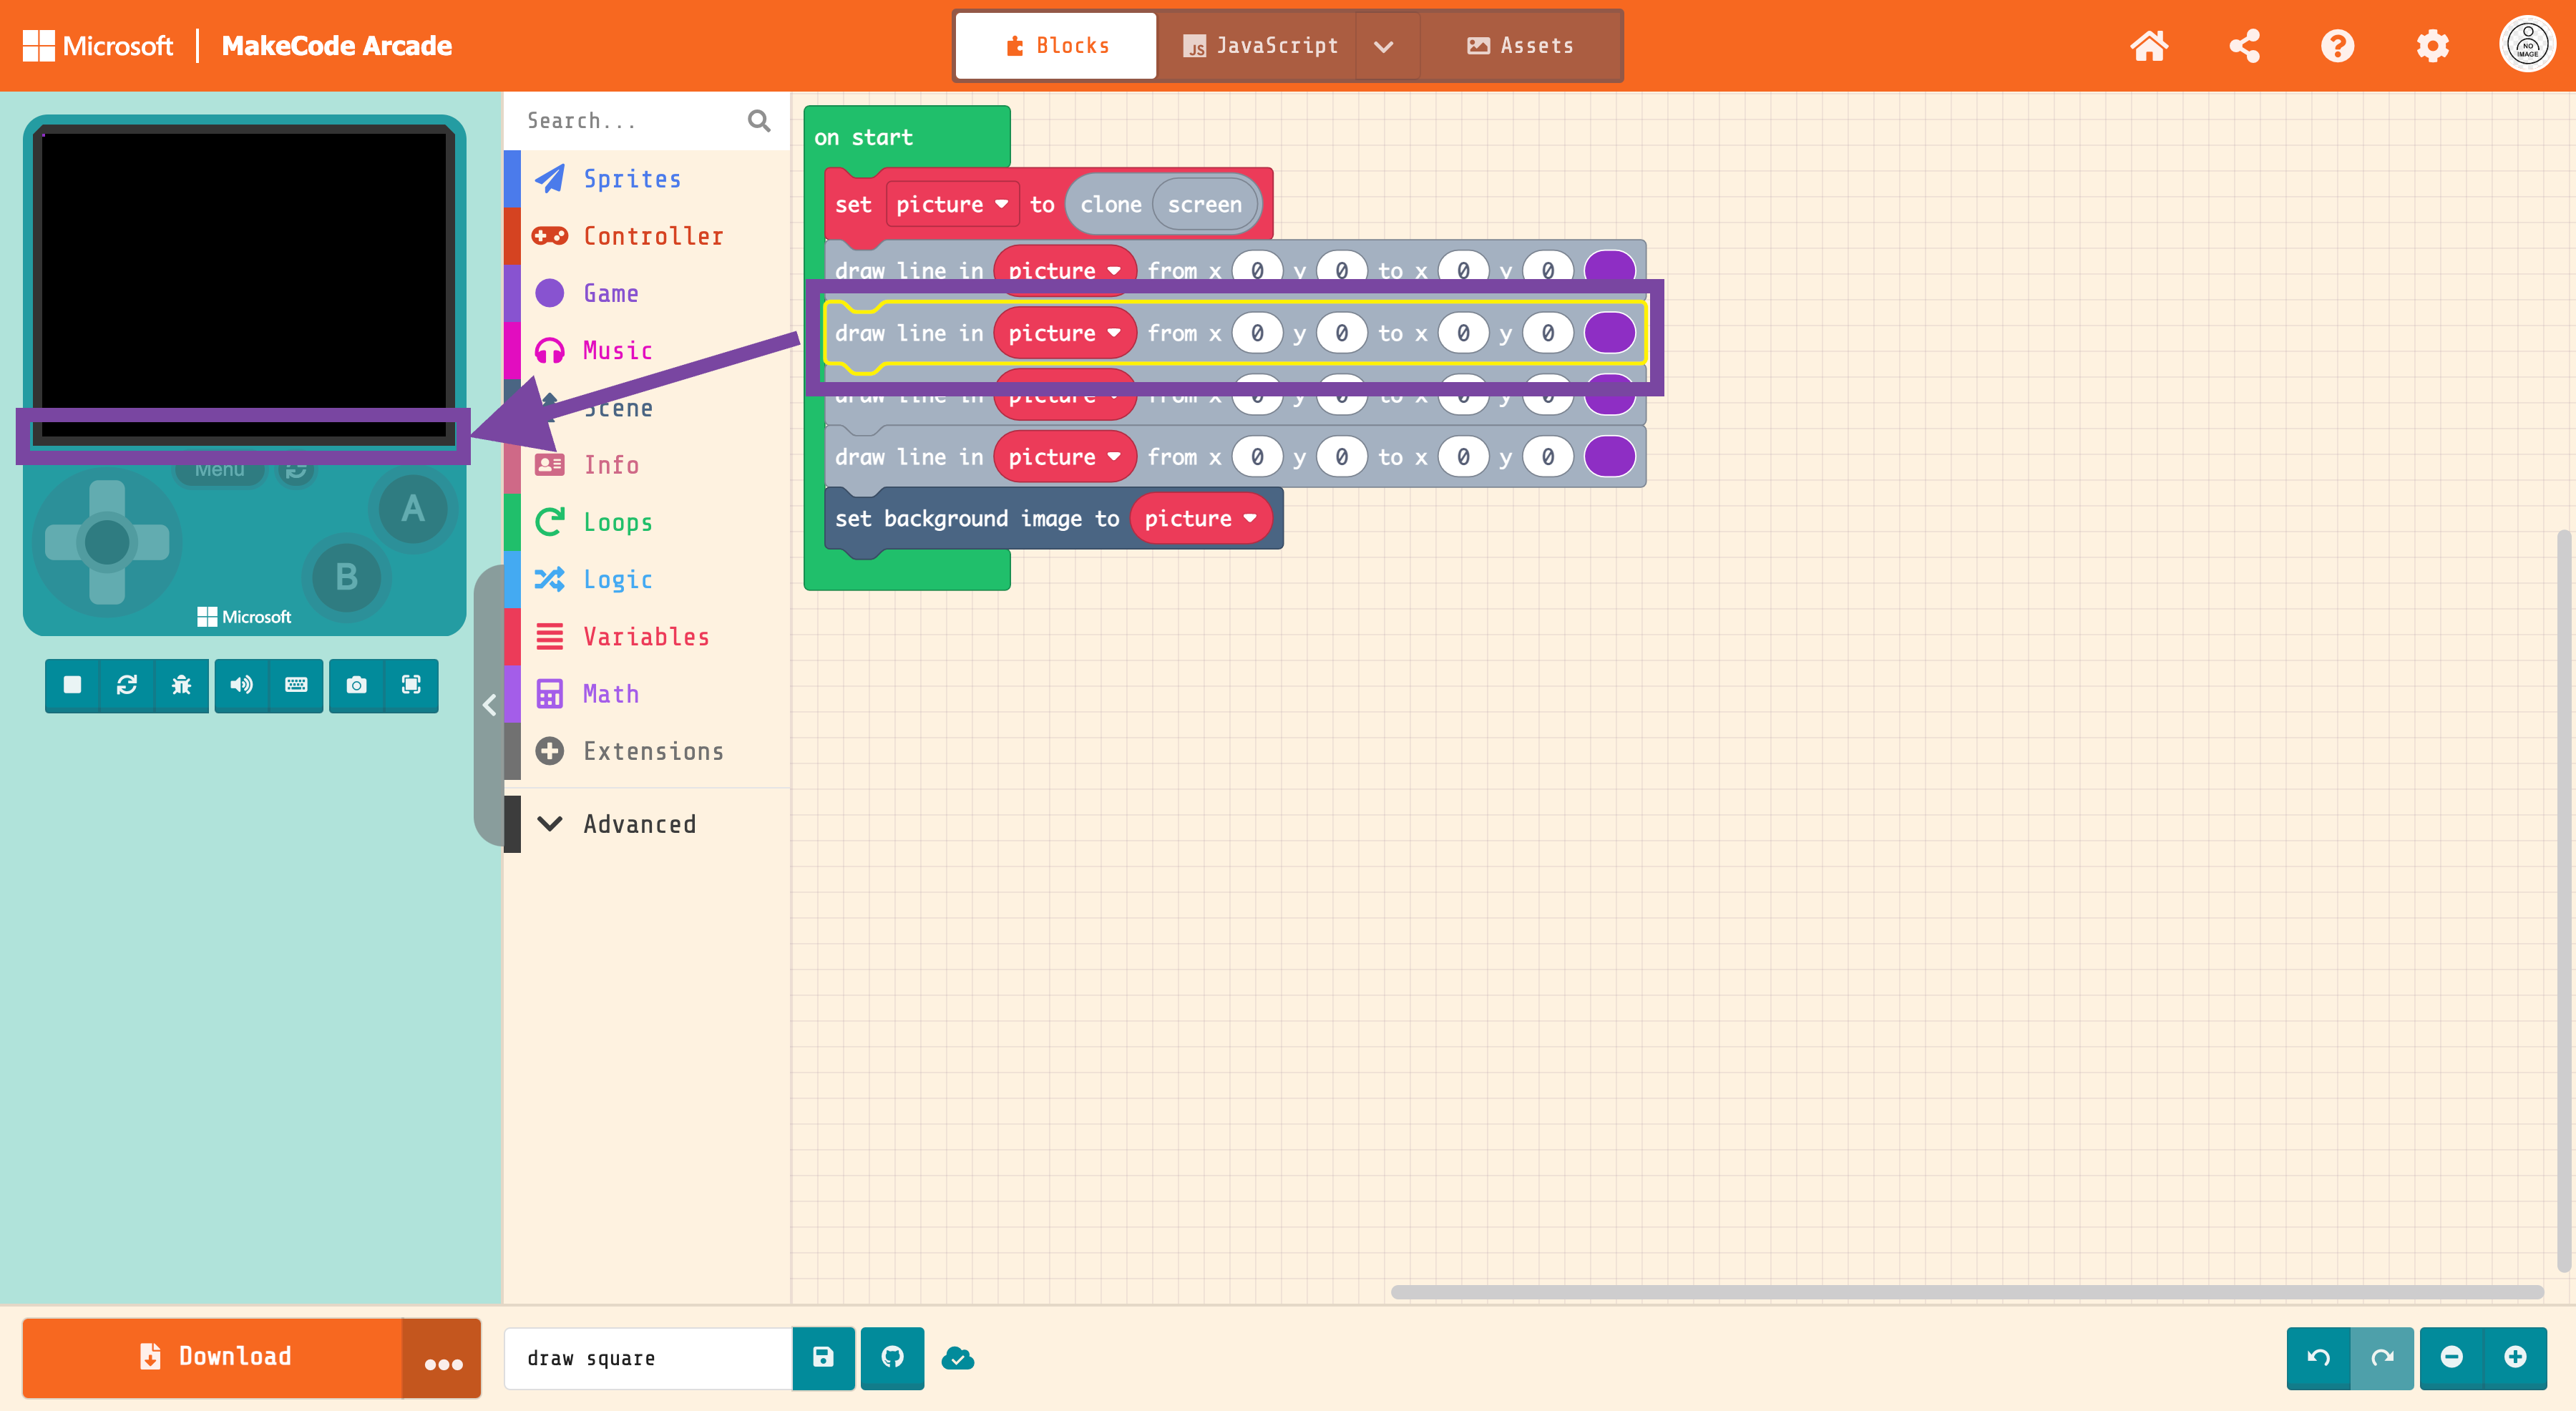 Microsoft MakeCode Arcade
Blocks JavaScript Assets
NO IMAGE
Search...
Sprites
Controller
Game
Music
Scene
Info
Loops
Logic
Variables
Math
Extensions
Advanced
Menu
A
B
Microsoft
on start
set picture to clone screen
draw line in picture from x 0 y 0 to x 0 y 0
draw line in picture from x 0 y 0 to x 0 y 0
draw line in picture from x 0 y 0 to x 0 y 0
draw line in picture from x 0 y 0 to x 0 y 0
set background image to picture
Download
draw square